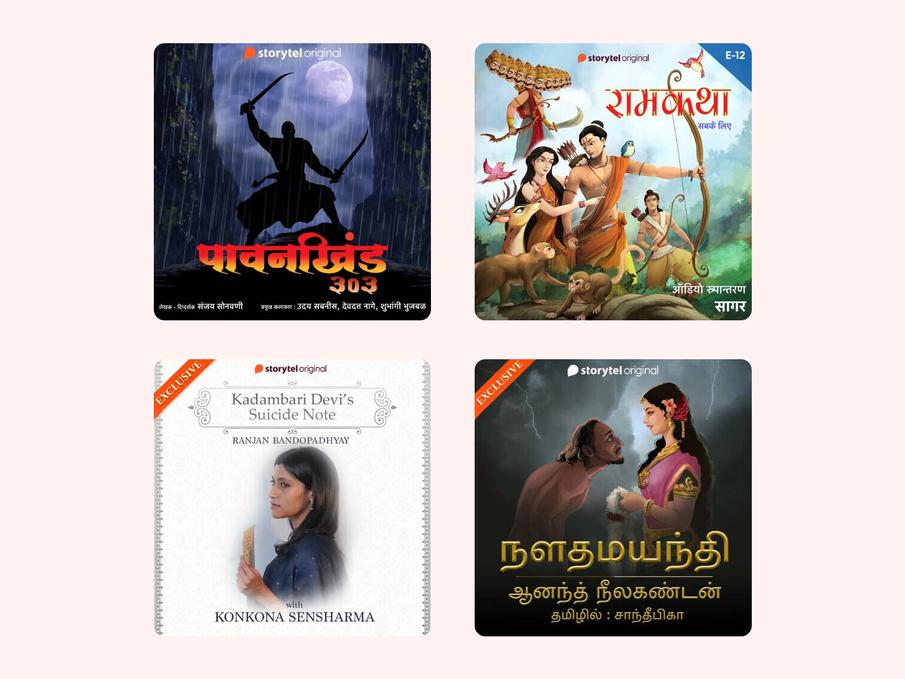 storytel original
पावनखिंड
३०३
लेखक - दिग्दर्शक संजय सोनवणी
प्रमुख कलाकार : उदय सबनीस, देवदत्त नागे, शुभांगी भुजबळ
storytel original
E-12
रामकथा
सबके लिए
ऑडियो रुपान्तरण
सागर
EXCLUSIVE
storytel original
Kadambari Devi's
Suicide Note
RANJAN BANDOPADHYAY
with
KONKONA SENSHARMA
EXCLUSIVE
storytel original
நளதமயந்தி
ஆனந்த் நீலகண்டன்
தமிழில் : சாந்தீபிகா